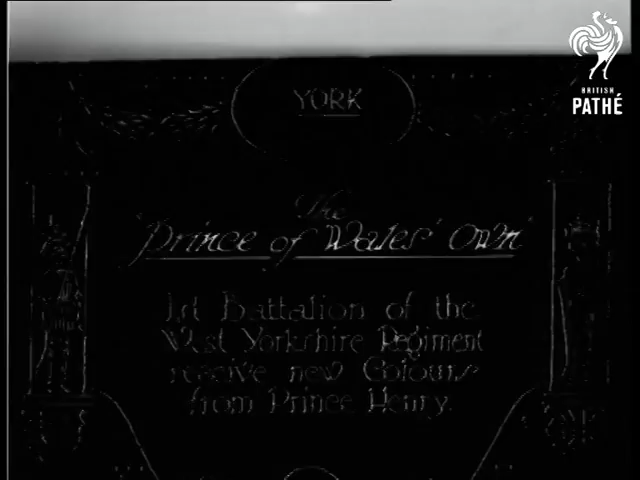 BRITISH
PATHÉ
YORK
The
'Prince of Wales' Own'
1st Battalion of the
West Yorkshire Regiment
receive new Colours
from Prince Henry.